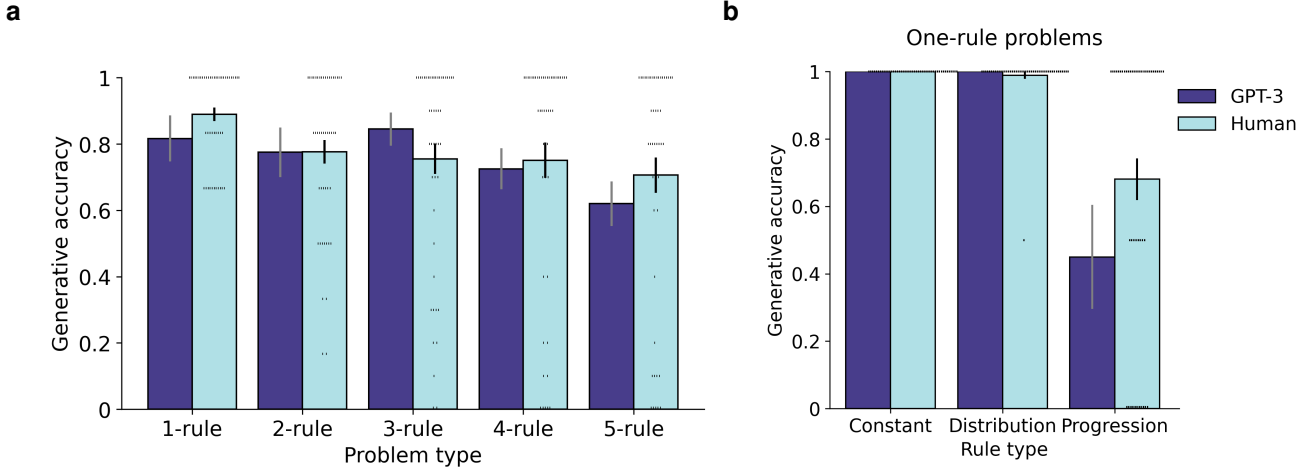 a
Generative accuracy
1
0.8
0.6
0.4
0.2
0
1-rule 2-rule 3-rule 4-rule 5-rule
Problem type
b
One-rule problems
Generative accuracy
1
0.8
0.6
0.4
0.2
0
Constant Distribution Progression
Rule type
GPT-3
Human